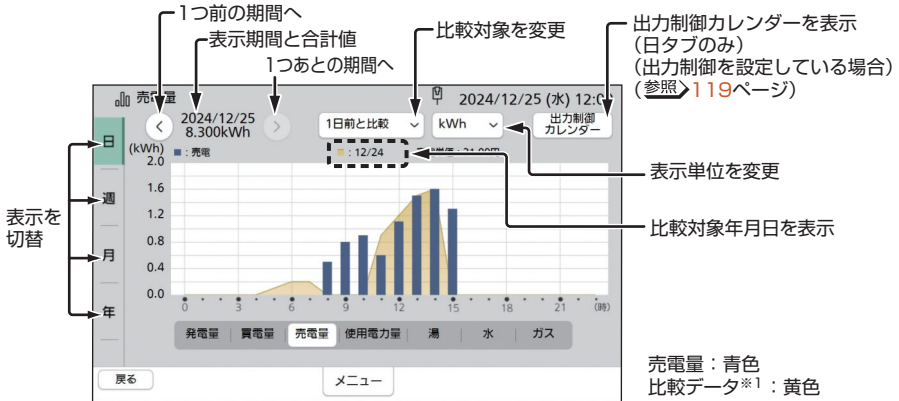 1つ前の期間へ
表示期間と合計値
1つあとの期間へ
比較対象を変更
出力制御カレンダーを表示
(日タブのみ)
(出力制御を設定している場合)
(参照 119ページ)
売電量
2024/12/25 (水) 12:00
2024/12/25
8.300kWh
1日前と比較
kWh
出力制御
カレンダー
(kWh)
:売電
:12/24
21.00円
表示単位を変更
比較対象年月日を表示
表示を
切替
日
週
月
年
2.0
1.6
1.2
0.8
0.4
0.0
0 3 6 9 12 15 18 21 (時)
発電量 買電量 売電量 使用電力量 湯 水 ガス
戻る
メニュー
売電量:青色
比較データ※1:黄色